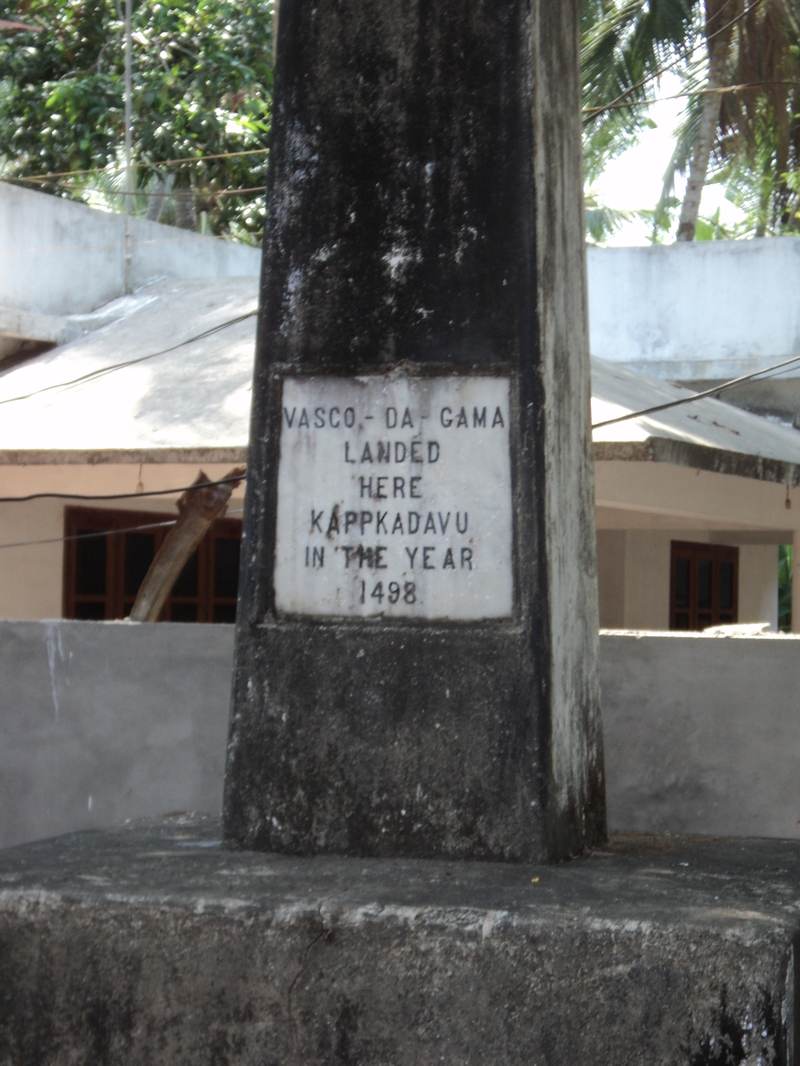 VASCO - DA - GAMA
LANDED
HERE
KAPPKADAVU
IN THE YEAR
1498